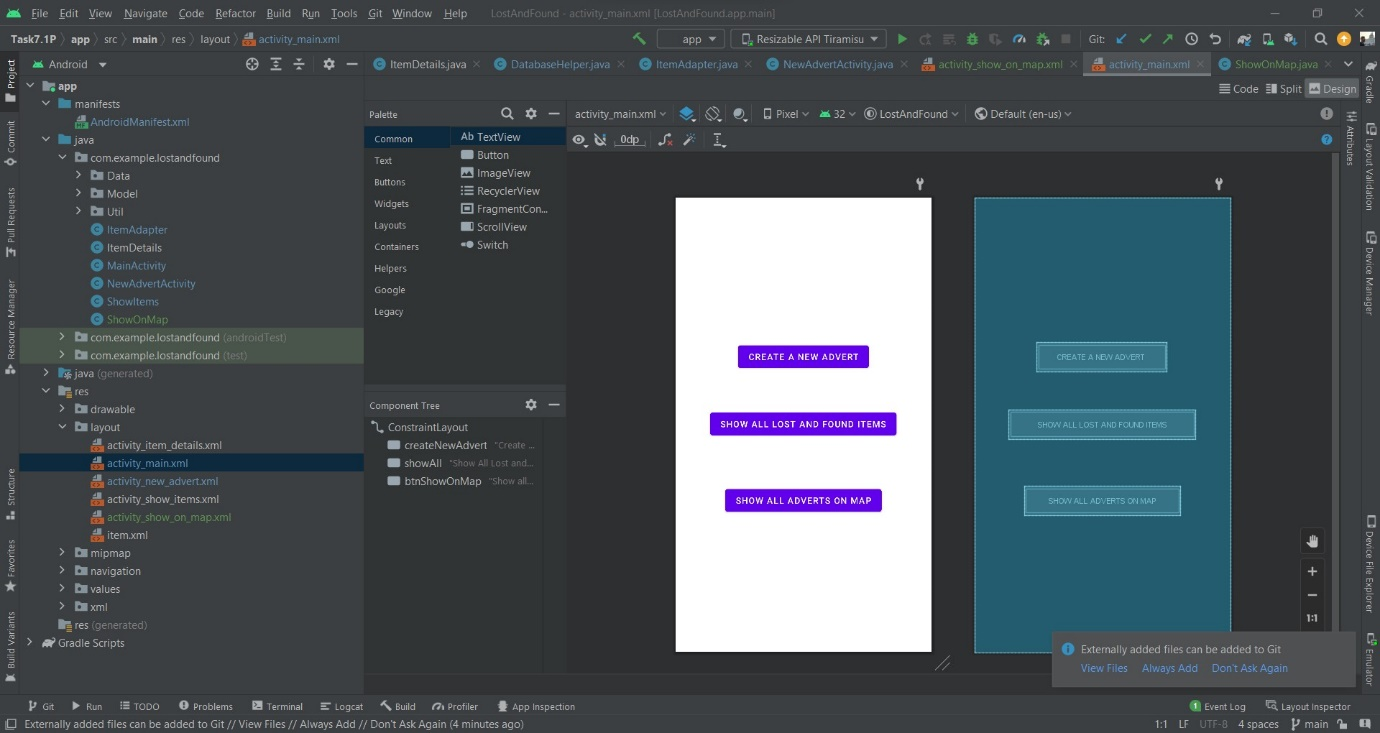 File Edit View Navigate Code Refactor Build Run Tools Git Window Help LostAndFound - activity_main.xml [LostAndFound.app.main]
Task7.1P app src main res layout activity_main.xml app Resizable API Tiramisu Git:
Project
Commit
Pull Requests
Resource Manager
Structure
Favorites
Build Variants
Android
ItemDetails.java DatabaseHelper.java ItemAdapter.java NewAdvertActivity.java activity_show_on_map.xml activity_main.xml ShowOnMap.java
Code Split Design
app
manifests
AndroidManifest.xml
java
com.example.lostandfound
Data
Model
Util
ItemAdapter
ItemDetails
MainActivity
NewAdvertActivity
ShowItems
ShowOnMap
com.example.lostandfound (androidTest)
com.example.lostandfound (test)
java (generated)
res
drawable
layout
activity_item_details.xml
activity_main.xml
activity_new_advert.xml
activity_show_items.xml
activity_show_on_map.xml
item.xml
mipmap
navigation
values
xml
res (generated)
Gradle Scripts
Palette
Common
Text
Buttons
Widgets
Layouts
Containers
Helpers
Google
Legacy
Ab TextView
Button
ImageView
RecyclerView
FragmentCon...
ScrollView
Switch
Component Tree
ConstraintLayout
createNewAdvert "Create ...
showAll "Show All Lost and...
btnShowOnMap "Show all...
activity_main.xml Pixel 32 LostAndFound Default (en-us)
0dp
CREATE A NEW ADVERT
SHOW ALL LOST AND FOUND ITEMS
SHOW ALL ADVERTS ON MAP
CREATE A NEW ADVERT
SHOW ALL LOST AND FOUND ITEMS
SHOW ALL ADVERTS ON MAP
1:1
Externally added files can be added to Git
View Files Always Add Don't Ask Again
Gradle
Attributes
Layout Validation
Device Manager
Device File Explorer
Emulator
Git Run TODO Problems Terminal Logcat Build Profiler App Inspection 1 Event Log Layout Inspector
Externally added files can be added to Git // View Files // Always Add // Don't Ask Again (4 minutes ago) 1:1 LF UTF-8 4 spaces main